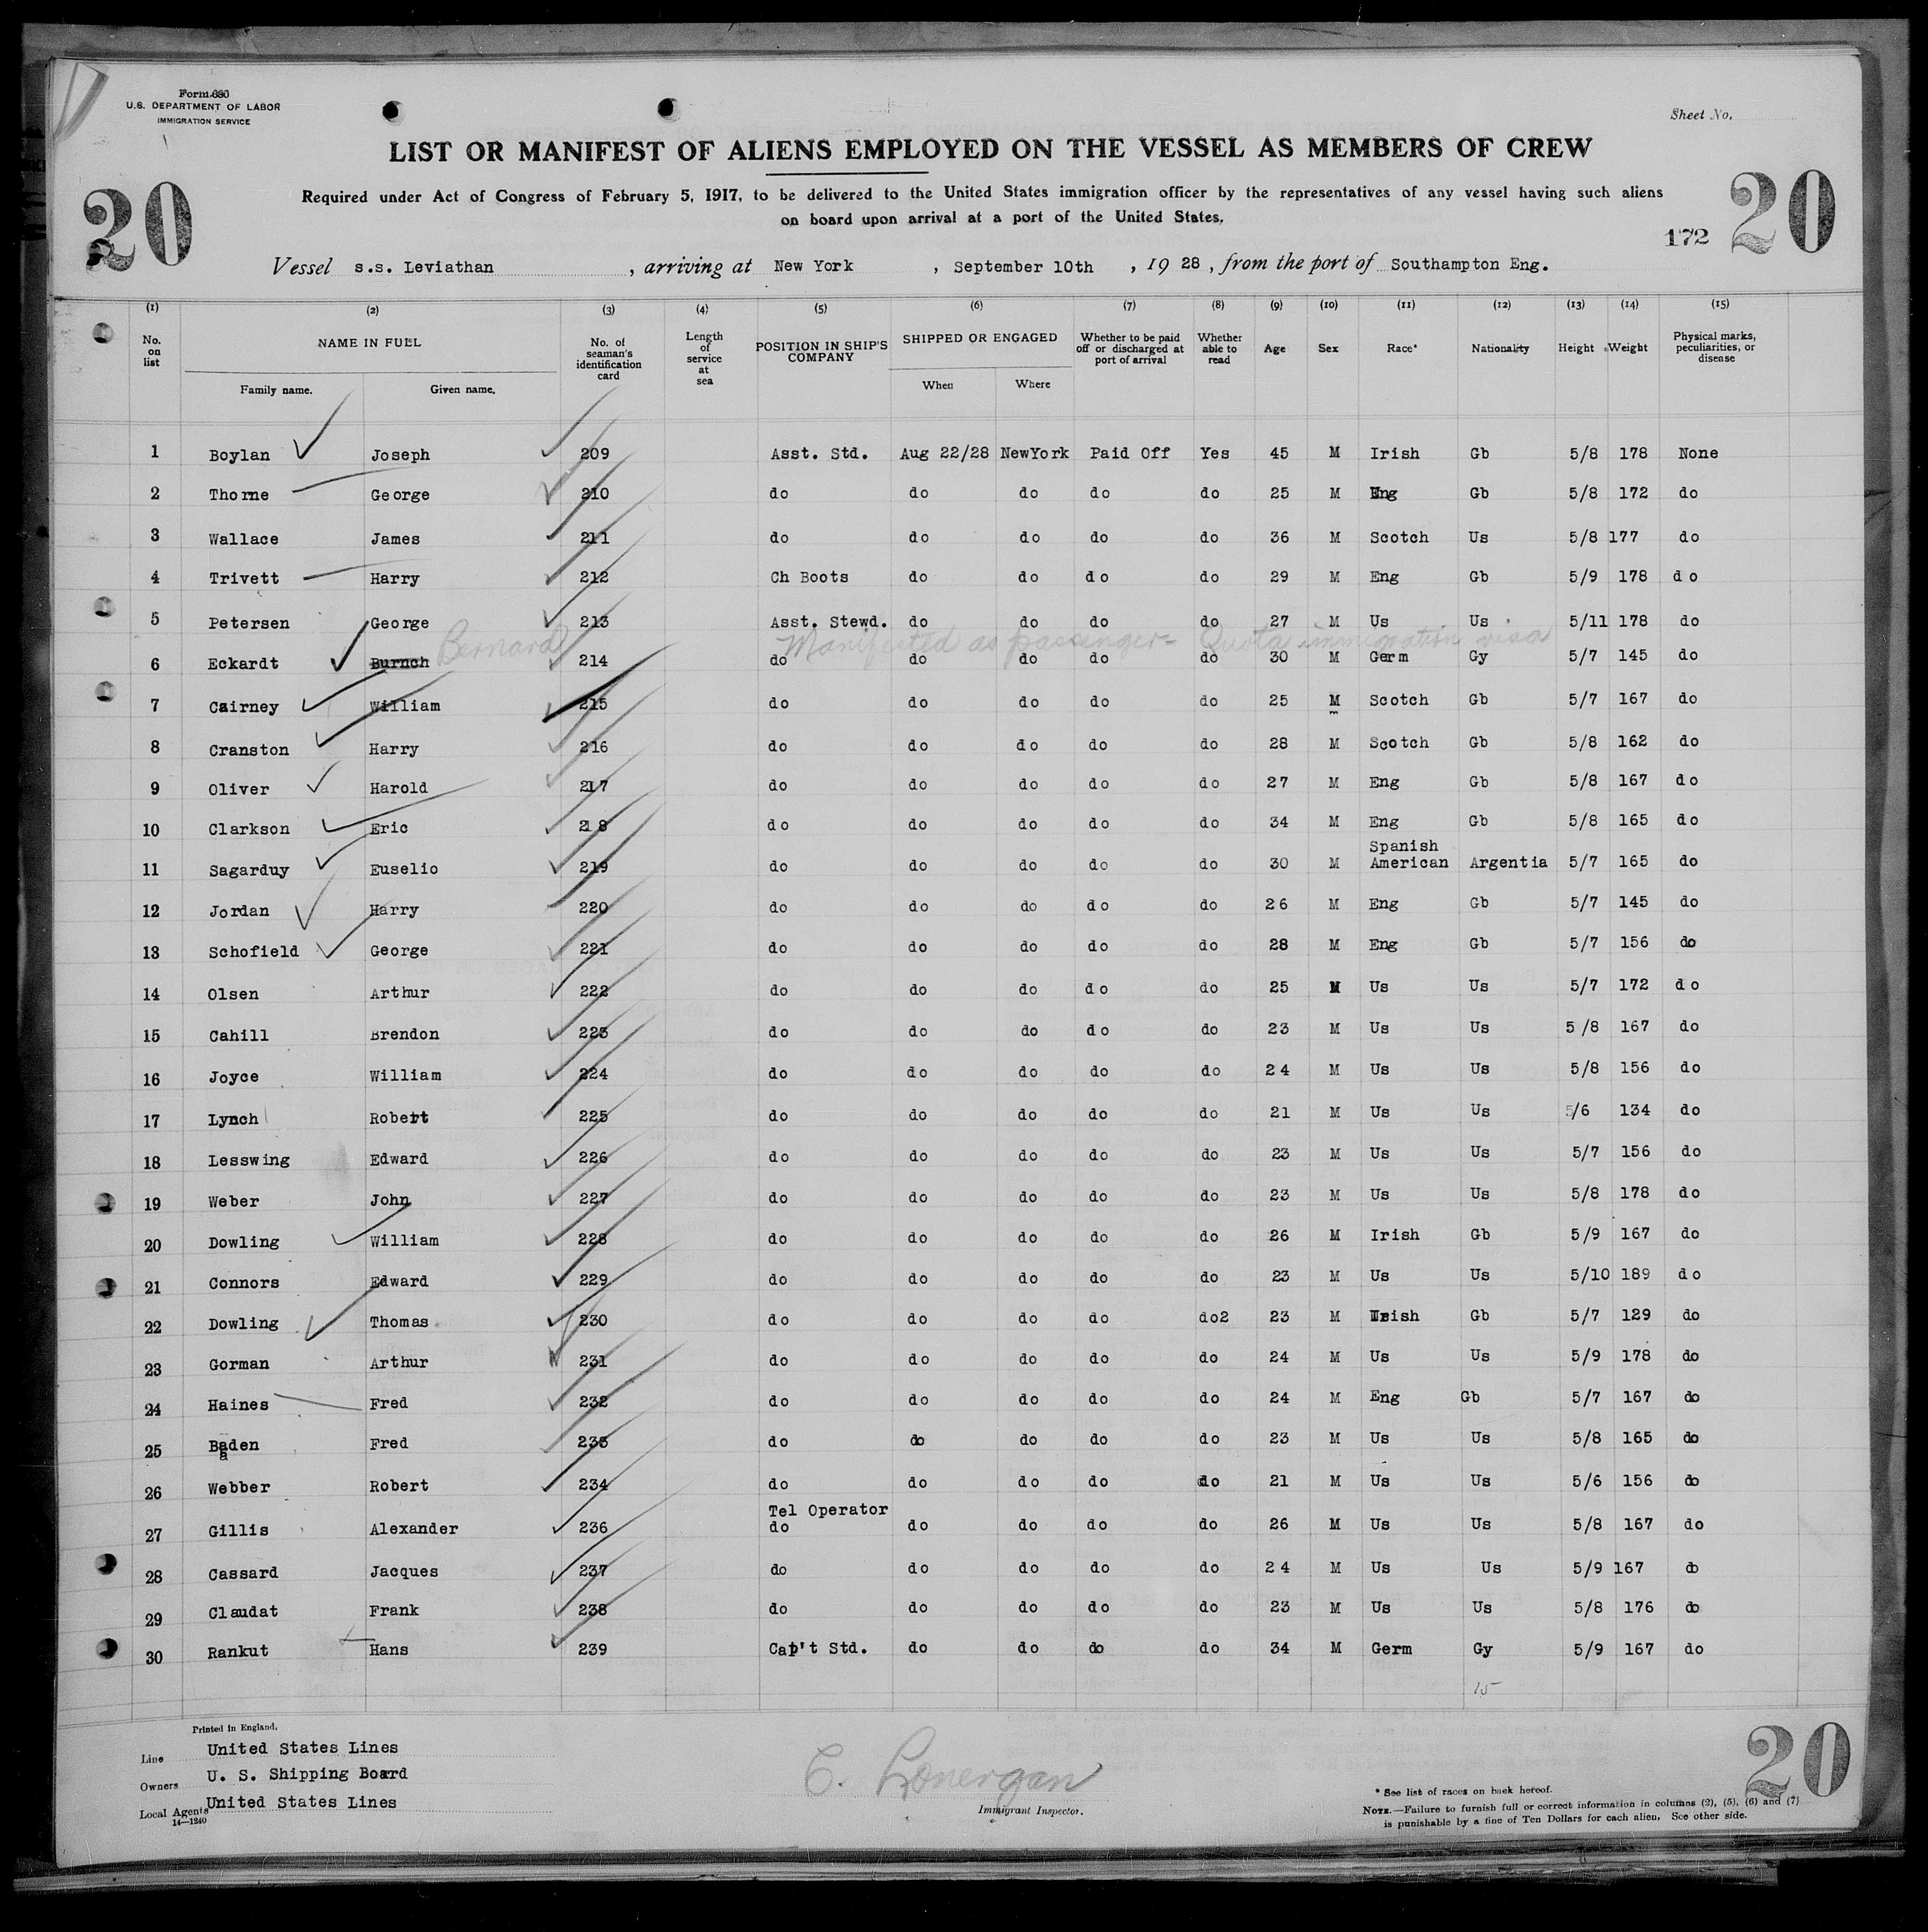 Form 680
U.S. DEPARTMENT OF LABOR
IMMIGRATION SERVICE
Sheet No.
LIST OR MANIFEST OF ALIENS EMPLOYED ON THE VESSEL AS MEMBERS OF CREW
20 20
Required under Act of Congress of February 5, 1917, to be delivered to the United States immigration officer by the representatives of any vessel having such aliens
on board upon arrival at a port of the United States.
172
Vessel s.s. Leviathan , arriving at New York , September 10th , 19 28 , from the port of Southampton Eng.
(1) (2) (3) (4) (5) (6) (7) (8) (9) (10) (11) (12) (13) (14) (15)
No. on list NAME IN FULL No. of seaman's identification card Length of service at sea POSITION IN SHIP'S COMPANY SHIPPED OR ENGAGED Whether to be paid off or discharged at port of arrival Whether able to read Age Sex Race* Nationality Height Weight Physical marks, peculiarities, or disease
Family name. Given name. When Where
1 Boylan Joseph 209 Asst. Std. Aug 22/28 NewYork Paid Off Yes 45 M Irish Gb 5/8 178 None
2 Thorne George 210 do do do do do 25 M Eng Gb 5/8 172 do
3 Wallace James 211 do do do do do 36 M Scotch Us 5/8 177 do
4 Trivett Harry 212 Ch Boots do do do do 29 M Eng Gb 5/9 178 do
5 Petersen George 213 Asst. Stewd. do do do do 27 M Us Us 5/11 178 do
Bernard Manifested as passenger= Quota immigration visa
6 Eckardt Burnch 214 do do do do do 30 M Germ Gy 5/7 145 do
7 Cairney William 215 do do do do do 25 M Scotch Gb 5/7 167 do
8 Cranston Harry 216 do do do do do 28 M Scotch Gb 5/8 162 do
9 Oliver Harold 217 do do do do do 27 M Eng Gb 5/8 167 do
10 Clarkson Eric 218 do do do do do 34 M Eng Gb 5/8 165 do
11 Sagarduy Euselio 219 do do do do do 30 M Spanish American Argentia 5/7 165 do
12 Jordan Harry 220 do do do do do 26 M Eng Gb 5/7 145 do
13 Schofield George 221 do do do do do 28 M Eng Gb 5/7 156 do
14 Olsen Arthur 222 do do do do do 25 M Us Us 5/7 172 do
15 Cahill Brendon 223 do do do do do 23 M Us Us 5/8 167 do
16 Joyce William 224 do do do do do 24 M Us Us 5/8 156 do
17 Lynch Robert 225 do do do do do 21 M Us Us 5/6 134 do
18 Lesswing Edward 226 do do do do do 23 M Us Us 5/7 156 do
19 Weber John 227 do do do do do 23 M Us Us 5/8 178 do
20 Dowling William 228 do do do do do 26 M Irish Gb 5/9 167 do
21 Connors Edward 229 do do do do do 23 M Us Us 5/10 189 do
22 Dowling Thomas 230 do do do do do2 23 M Irish Gb 5/7 129 do
23 Gorman Arthur 231 do do do do do 24 M Us Us 5/9 178 do
24 Haines Fred 232 do do do do do 24 M Eng Gb 5/7 167 do
25 Baden Fred 233 do do do do do 23 M Us Us 5/8 165 do
26 Webber Robert 234 do do do do do 21 M Us Us 5/6 156 do
Tel Operator
27 Gillis Alexander 236 do do do do do 26 M Us Us 5/8 167 do
28 Cassard Jacques 237 do do do do do 24 M Us Us 5/9 167 do
29 Claudat Frank 238 do do do do do 23 M Us Us 5/8 176 do
30 Rankut Hans 239 Cap't Std. do do do do 34 M Germ Gy 5/9 167 do
15
Printed in England.
Line United States Lines
Owners U. S. Shipping Board
Local Agents United States Lines
14—1240
C. Lonergan
Immigrant Inspector.
20
* See list of races on back hereof.
NOTE.—Failure to furnish full or correct information in columns (2), (5), (6) and (7)
is punishable by a fine of Ten Dollars for each alien. See other side.